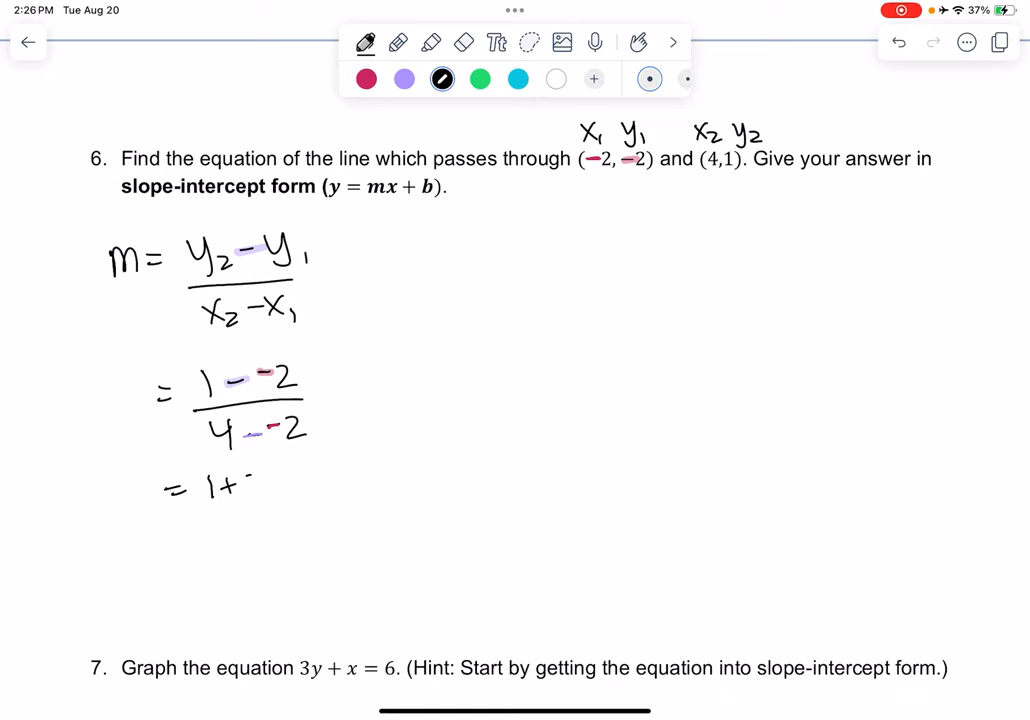 2:26 PM Tue Aug 20
37%
Tt
x₁ y₁ x₂ y₂
6. Find the equation of the line which passes through (−2, −2) and (4,1). Give your answer in
slope-intercept form (y = mx + b).
m = y₂ − y₁
x₂ − x₁
= 1 − −2
4 − −2
= 1+
7. Graph the equation 3y + x = 6. (Hint: Start by getting the equation into slope-intercept form.)